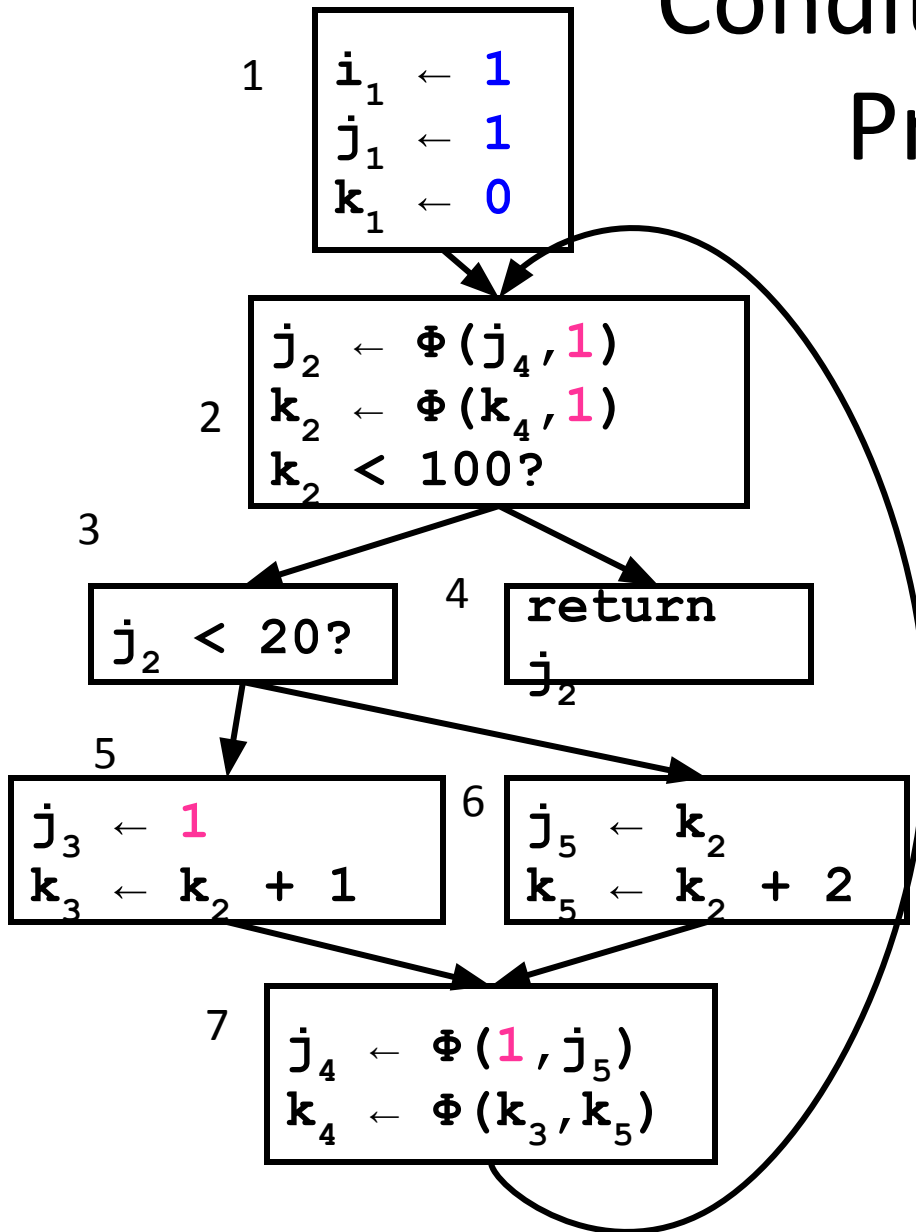 Condit
Pr
1
i₁ ← 1
j₁ ← 1
k₁ ← 0
2
j₂ ← Φ(j₄,1)
k₂ ← Φ(k₄,1)
k₂ < 100?
3
j₂ < 20?
4
return
j₂
5
j₃ ← 1
k₃ ← k₂ + 1
6
j₅ ← k₂
k₅ ← k₂ + 2
7
j₄ ← Φ(1,j₅)
k₄ ← Φ(k₃,k₅)